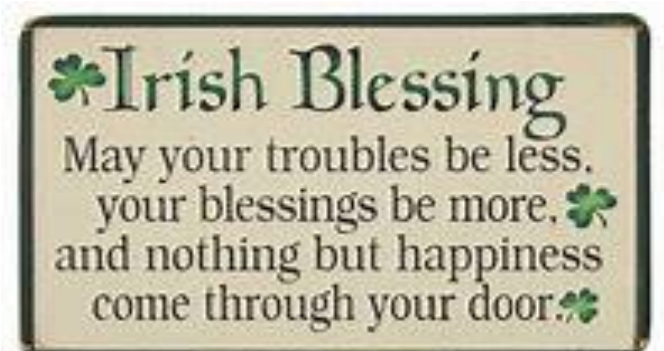 Irish Blessing
May your troubles be less,
your blessings be more,
and nothing but happiness
come through your door.